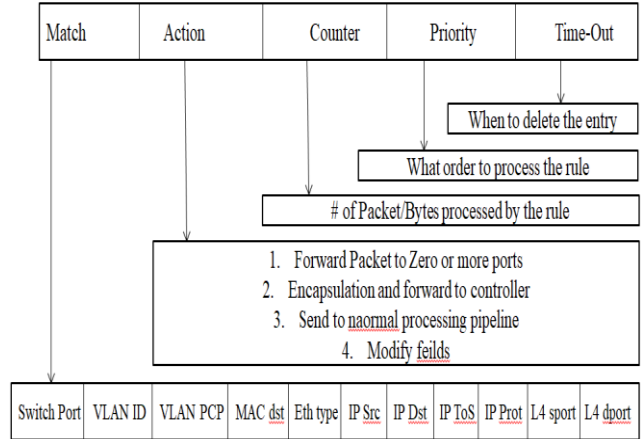 Match Action Counter Priority Time-Out
When to delete the entry
What order to process the rule
# of Packet/Bytes processed by the rule
1. Forward Packet to Zero or more ports
2. Encapsulation and forward to controller
3. Send to naormal processing pipeline
4. Modify feilds
Switch Port VLAN ID VLAN PCP MAC dst Eth type IP Src IP Dst IP ToS IP Prot L4 sport L4 dport